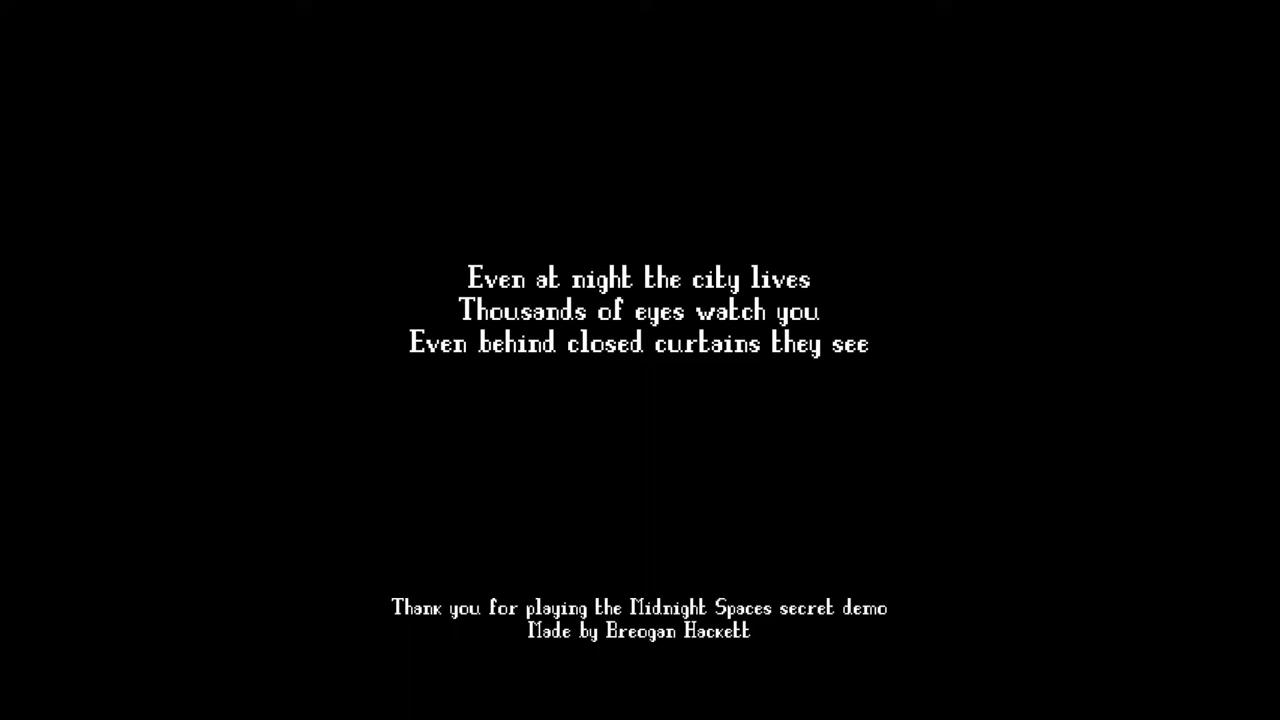 Even at night the city lives
Thousands of eyes watch you
Even behind closed curtains they see
Thank you for playing the Midnight Spaces secret demo
Made by Breogan Hackett